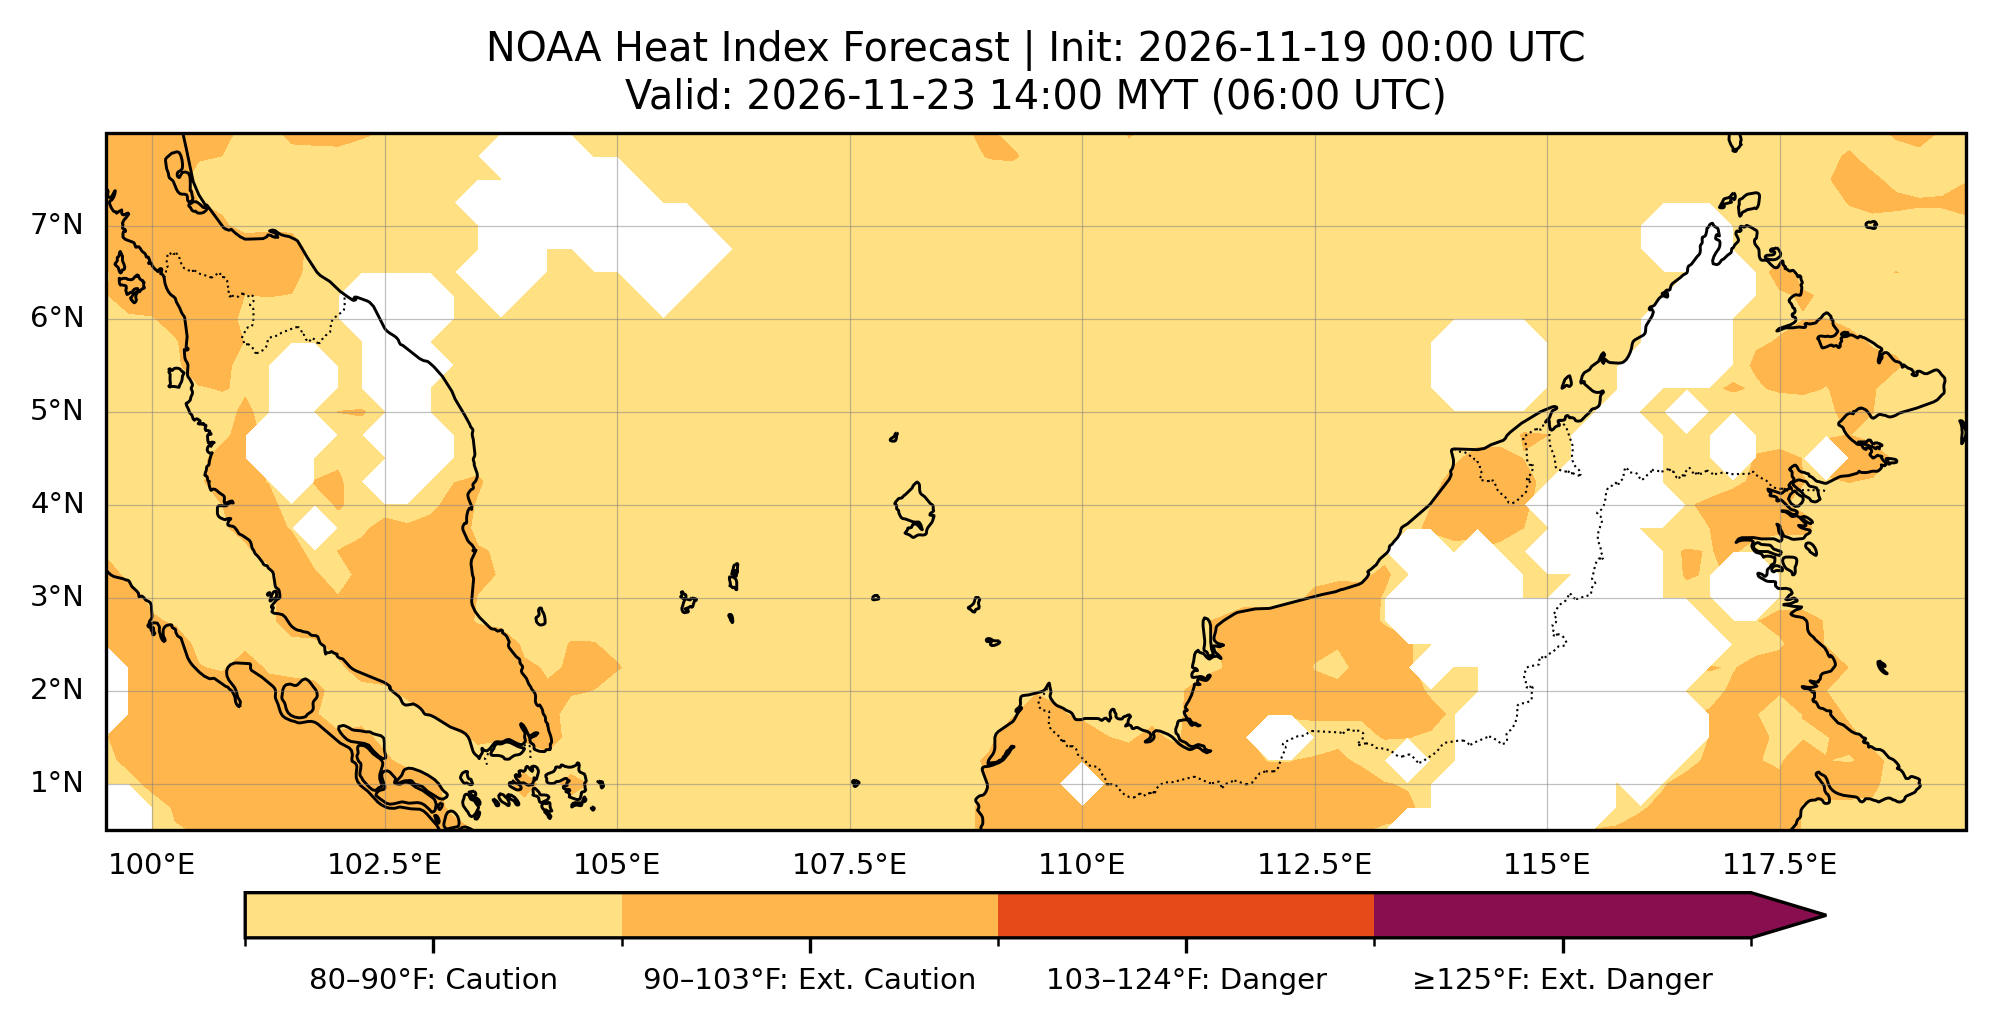 NOAA Heat Index Forecast | Init: 2026-11-19 00:00 UTC
Valid: 2026-11-23 14:00 MYT (06:00 UTC)
7°N
6°N
5°N
4°N
3°N
2°N
1°N
100°E 102.5°E 105°E 107.5°E 110°E 112.5°E 115°E 117.5°E
80–90°F: Caution 90–103°F: Ext. Caution 103–124°F: Danger ≥125°F: Ext. Danger